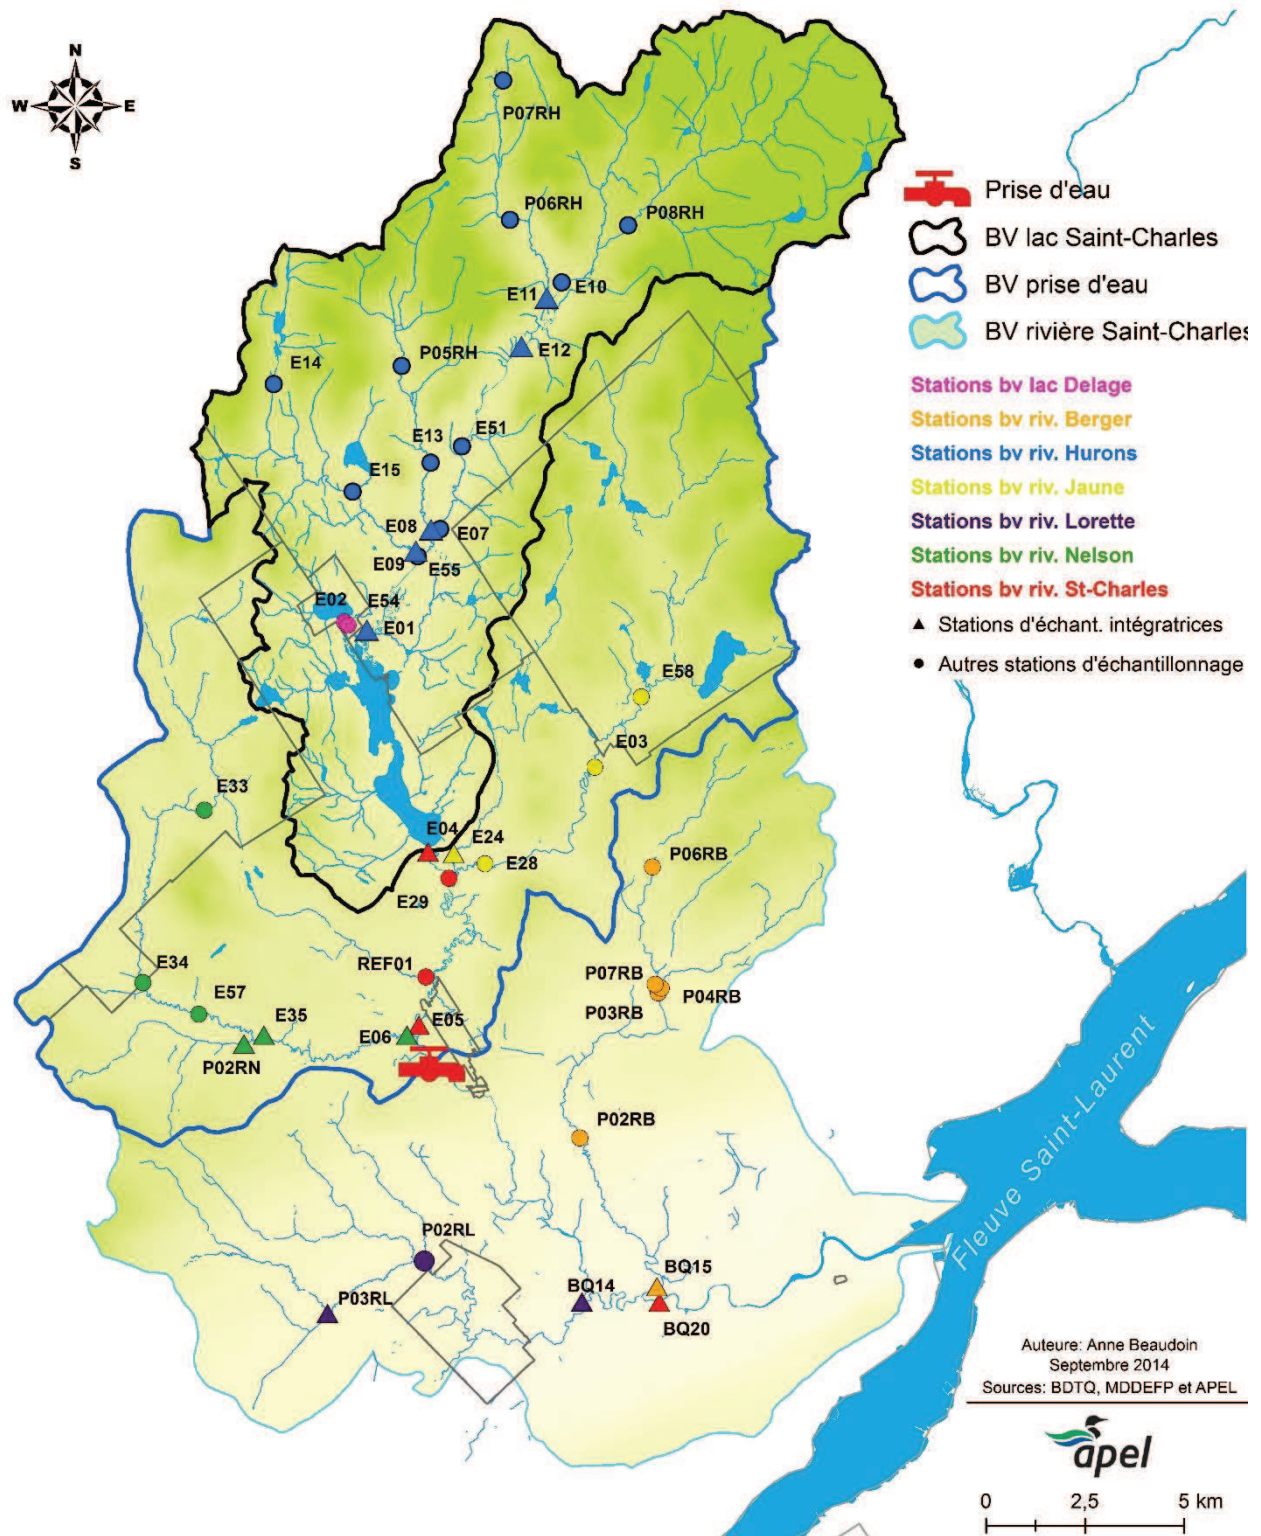 N
W
E
S
P07RH
P06RH
P08RH
E10
E11
E12
E14
P05RH
E13
E51
E15
E08
E07
E09
E55
E02
E54
E01
E58
E03
E33
E04
E24
E28
E29
P06RB
REF01
P07RB
P04RB
P03RB
E34
E57
E35
E05
E06
P02RN
P02RB
P02RL
P03RL
BQ14
BQ15
BQ20
Fleuve Saint-Laurent
Prise d'eau
BV lac Saint-Charles
BV prise d'eau
BV rivière Saint-Charles
Stations bv lac Delage
Stations bv riv. Berger
Stations bv riv. Hurons
Stations bv riv. Jaune
Stations bv riv. Lorette
Stations bv riv. Nelson
Stations bv riv. St-Charles
Stations d'échant. intégratrices
Autres stations d'échantillonnage
Auteure: Anne Beaudoin
Septembre 2014
Sources: BDTQ, MDDEFP et APEL
apel
0 2,5 5 km